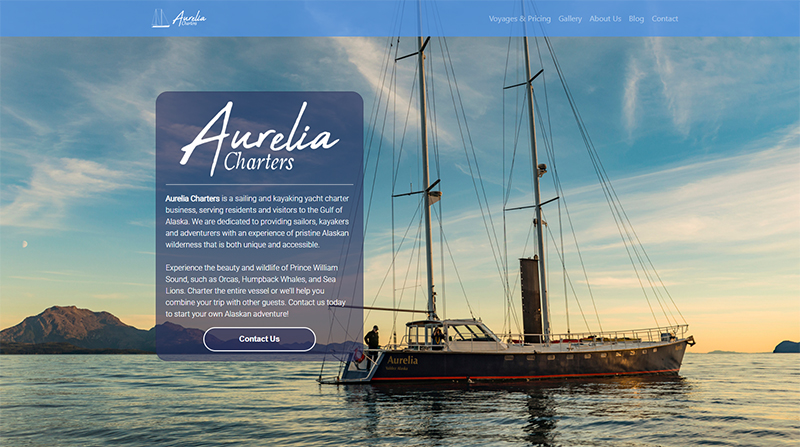 Aurelia
Charters
Voyages & Pricing Gallery About Us Blog Contact
Aurelia
Charters
Aurelia Charters is a sailing and kayaking yacht charter
business, serving residents and visitors to the Gulf of
Alaska. We are dedicated to providing sailors, kayakers
and adventurers with an experience of pristine Alaskan
wilderness that is both unique and accessible.
Experience the beauty and wildlife of Prince William
Sound, such as Orcas, Humpback Whales, and Sea
Lions. Charter the entire vessel or we'll help you
combine your trip with other guests. Contact us today
to start your own Alaskan adventure!
Contact Us
Aurelia
Alaska